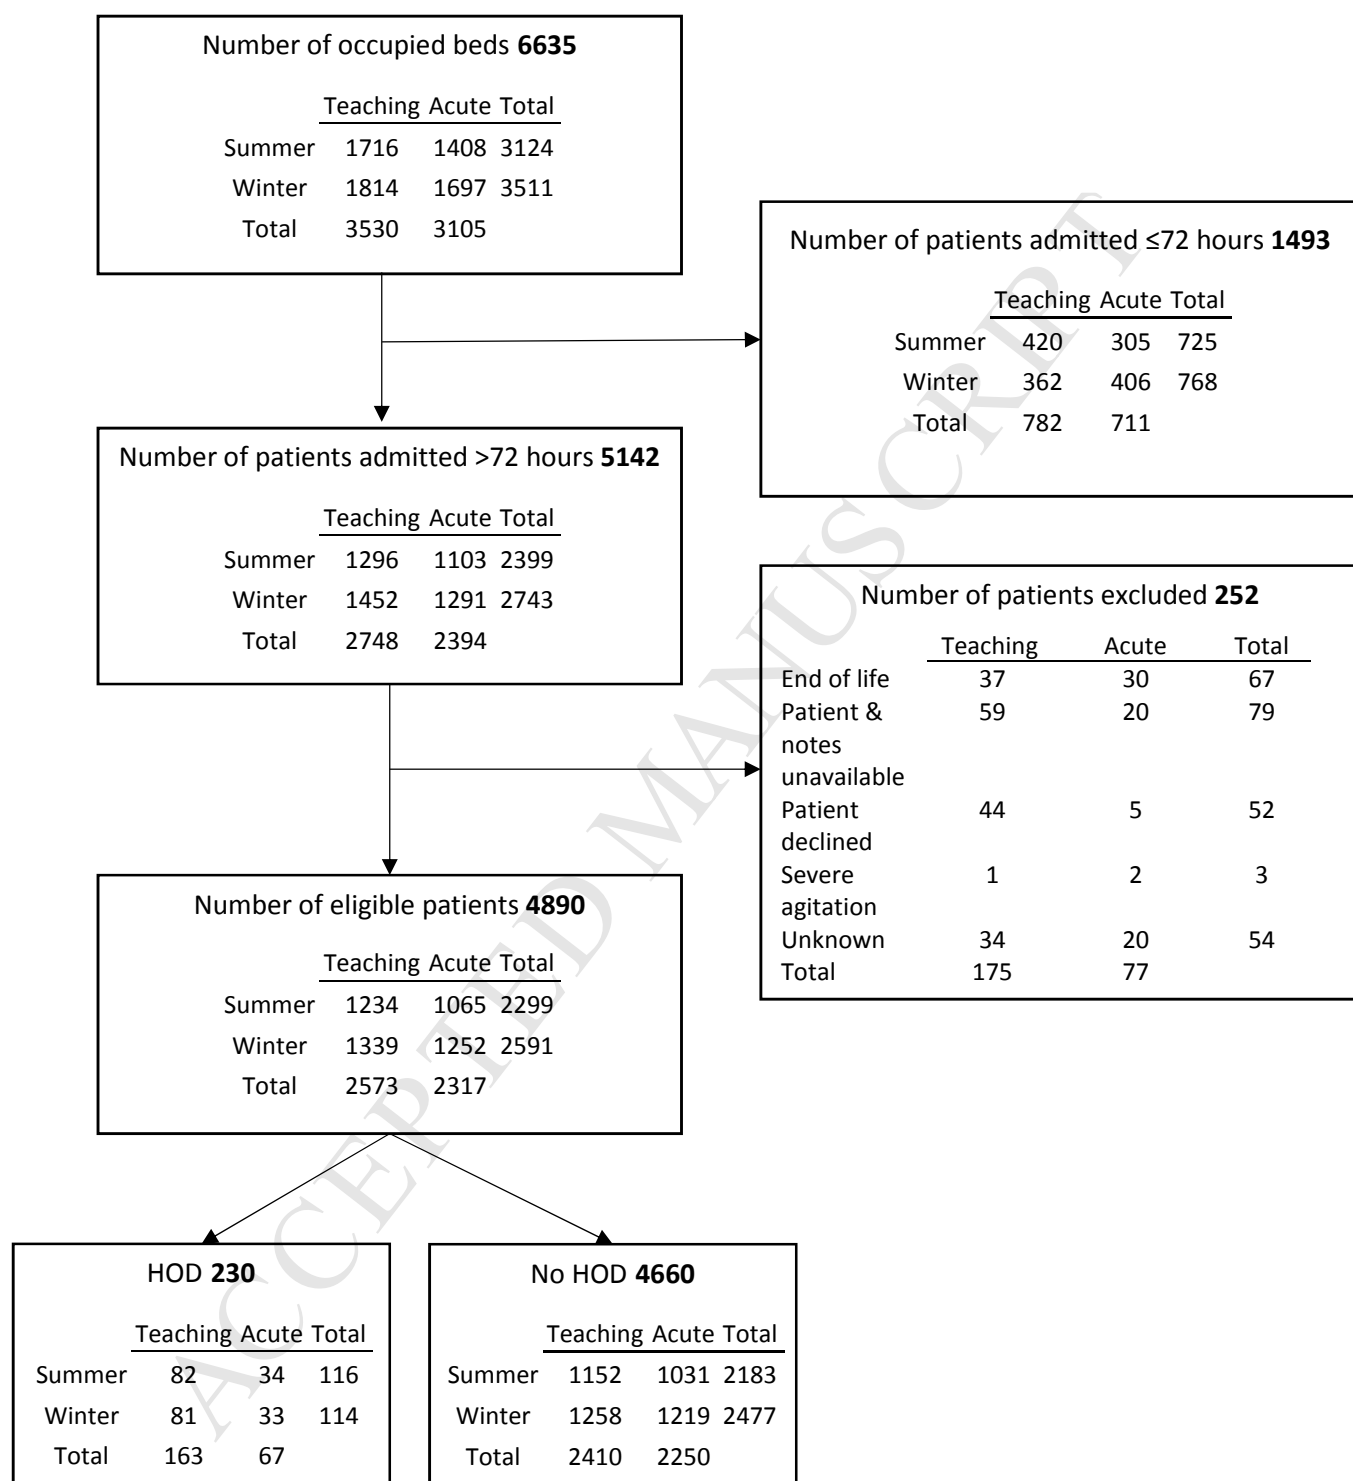 Number of occupied beds 6635
Teaching Acute Total
Summer 1716 1408 3124
Winter 1814 1697 3511
Total 3530 3105
Number of patients admitted ≤72 hours 1493
Teaching Acute Total
Summer 420 305 725
Winter 362 406 768
Total 782 711
Number of patients admitted >72 hours 5142
Teaching Acute Total
Summer 1296 1103 2399
Winter 1452 1291 2743
Total 2748 2394
Number of patients excluded 252
Teaching Acute Total
End of life 37 30 67
Patient & 59 20 79
notes
unavailable
Patient 44 5 52
declined
Severe 1 2 3
agitation
Unknown 34 20 54
Total 175 77
Number of eligible patients 4890
Teaching Acute Total
Summer 1234 1065 2299
Winter 1339 1252 2591
Total 2573 2317
HOD 230
Teaching Acute Total
Summer 82 34 116
Winter 81 33 114
Total 163 67
No HOD 4660
Teaching Acute Total
Summer 1152 1031 2183
Winter 1258 1219 2477
Total 2410 2250
ACCEPTED MANUSCRIPT